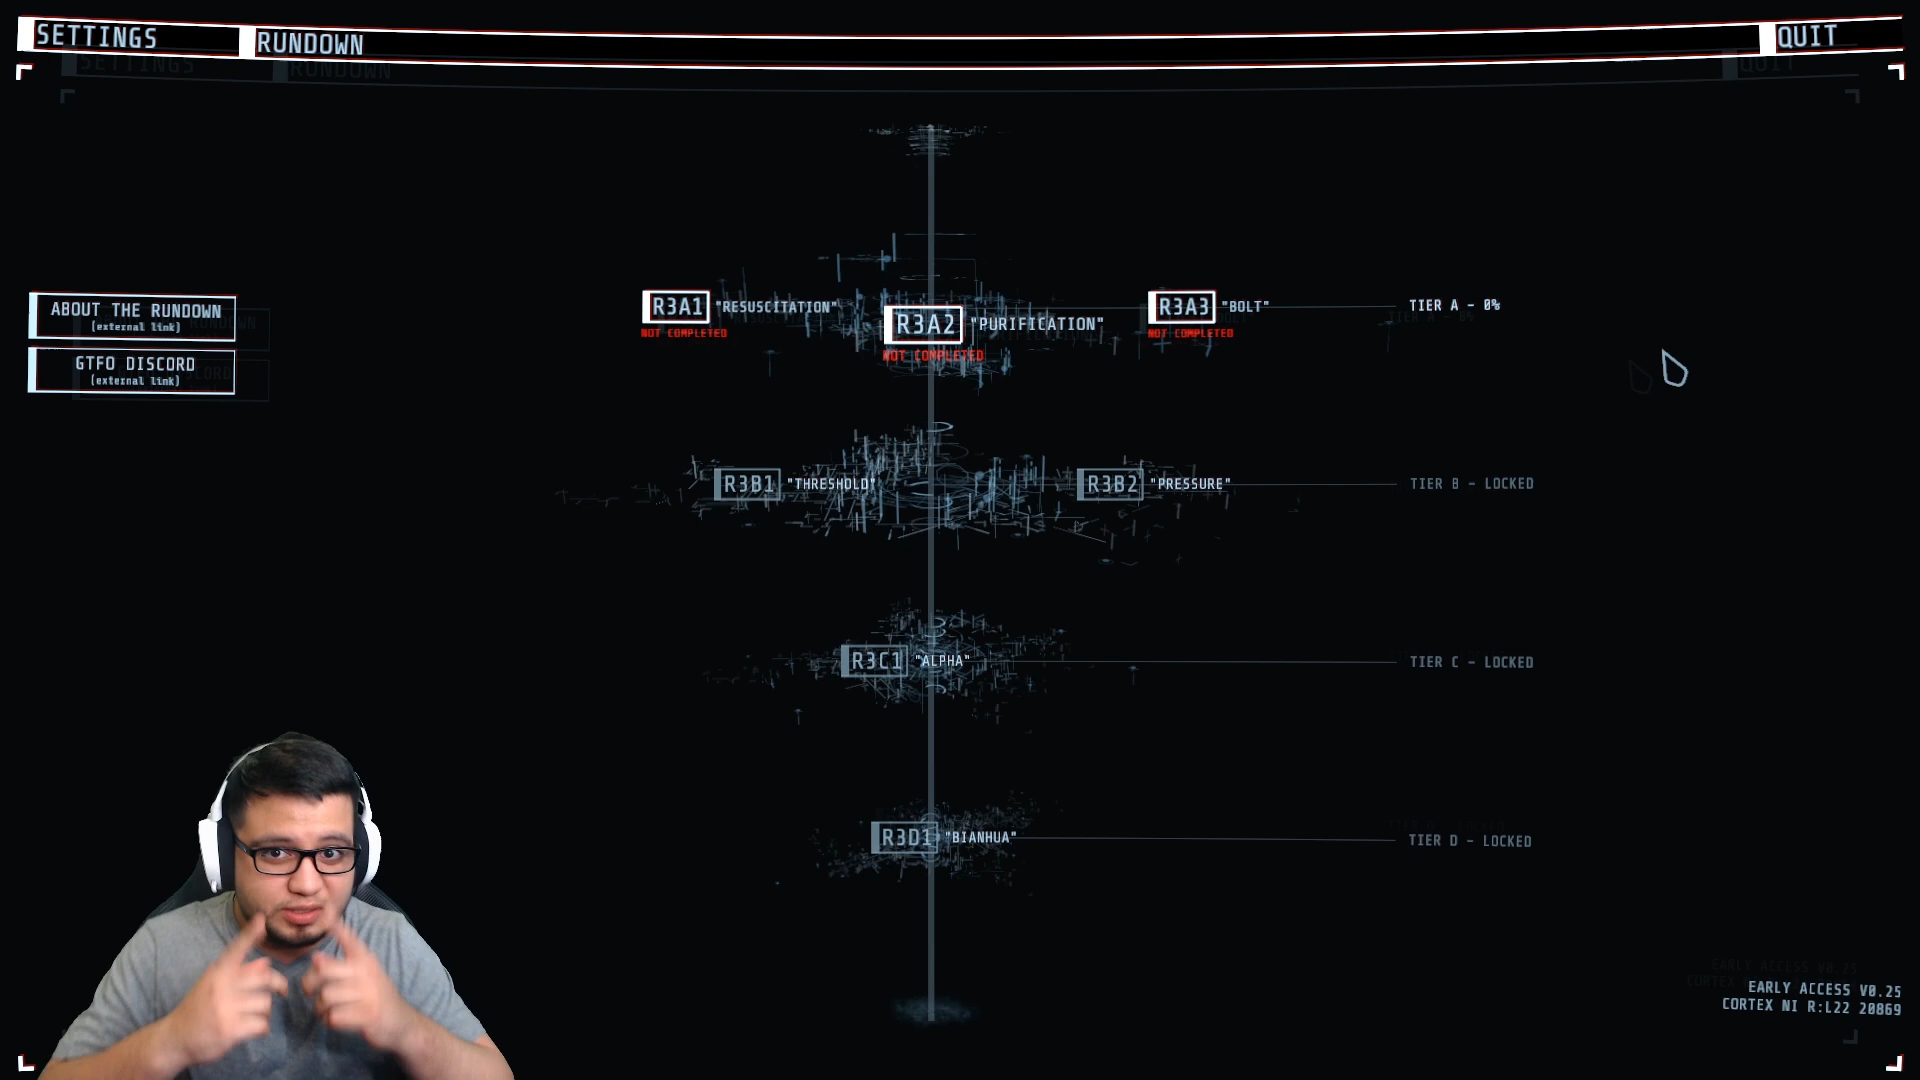 SETTINGS
RUNDOWN
QUIT
ABOUT THE RUNDOWN
(external link)
GTFO DISCORD
(external link)
R3A1 "RESUSCITATION"
NOT COMPLETED
R3A2 "PURIFICATION"
NOT COMPLETED
R3A3 "BOLT"
NOT COMPLETED
TIER A - 0%
R3B1 "THRESHOLD"
R3B2 "PRESSURE"
TIER B - LOCKED
R3C1 "ALPHA"
TIER C - LOCKED
R3D1 "BIANHUA"
TIER D - LOCKED
EARLY ACCESS V0.25
CORTEX NI R:L22 20869